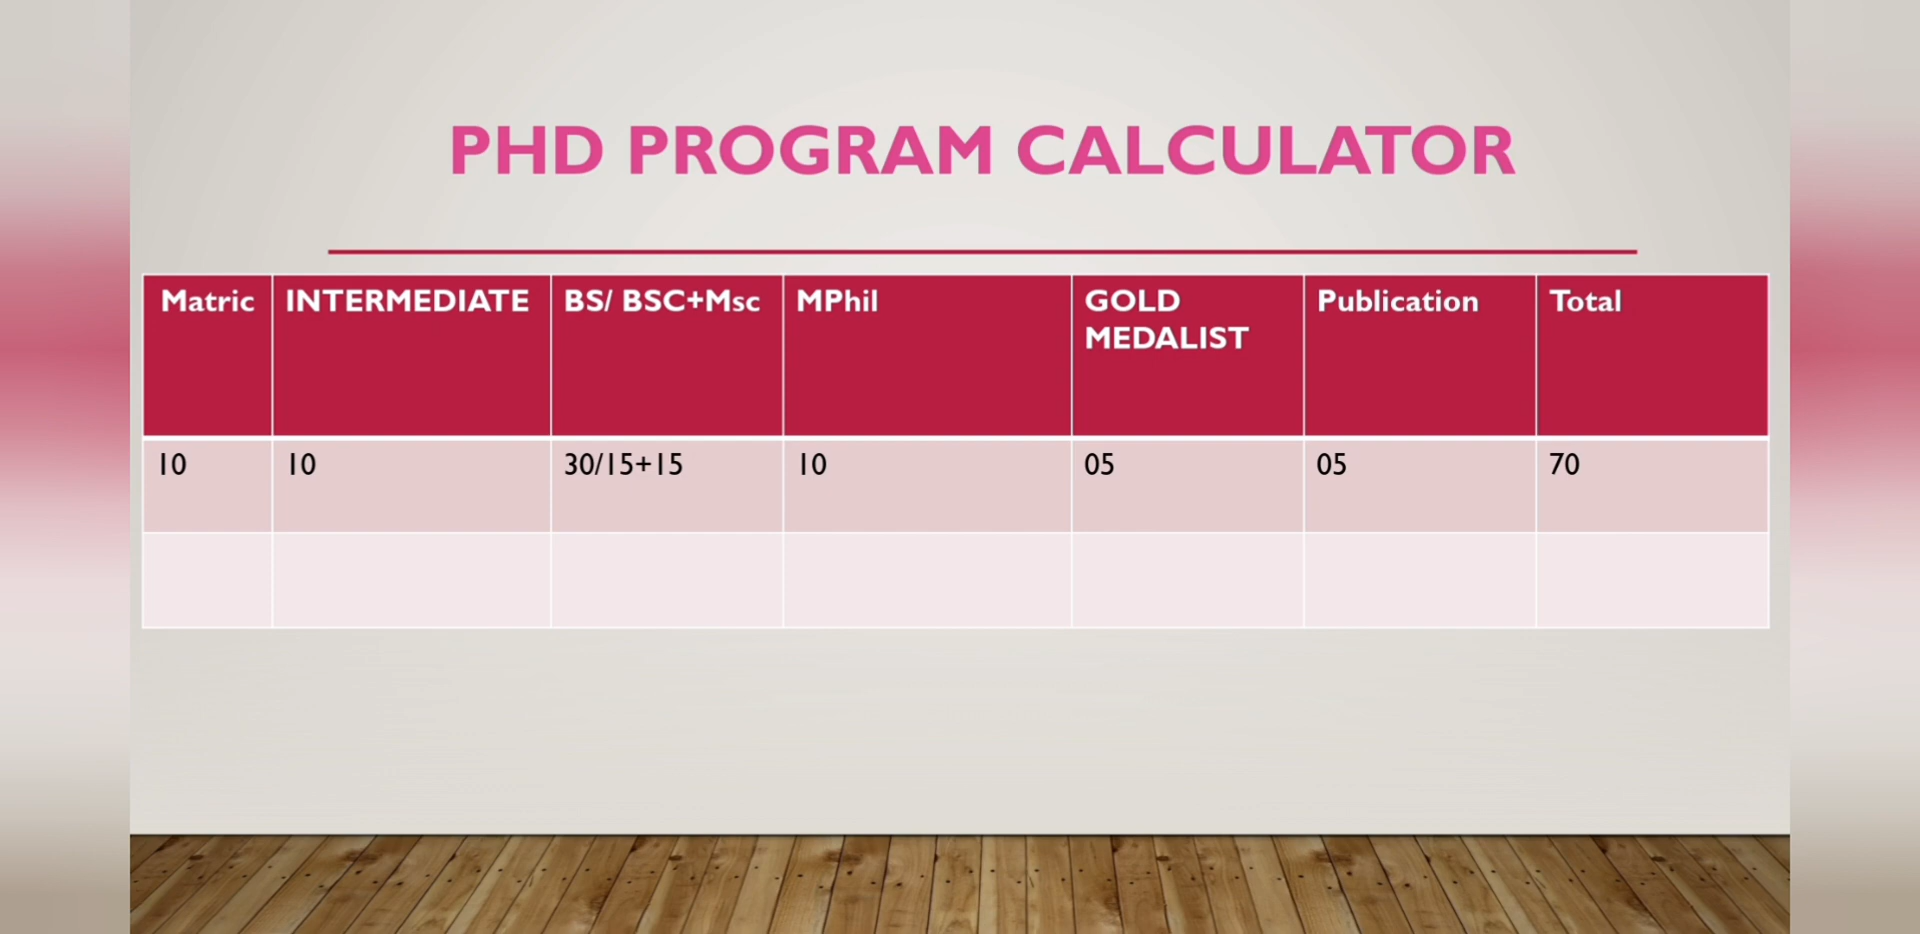 PHD PROGRAM CALCULATOR
Matric INTERMEDIATE BS/ BSC+Msc MPhil GOLD MEDALIST Publication Total
10 10 30/15+15 10 05 05 70